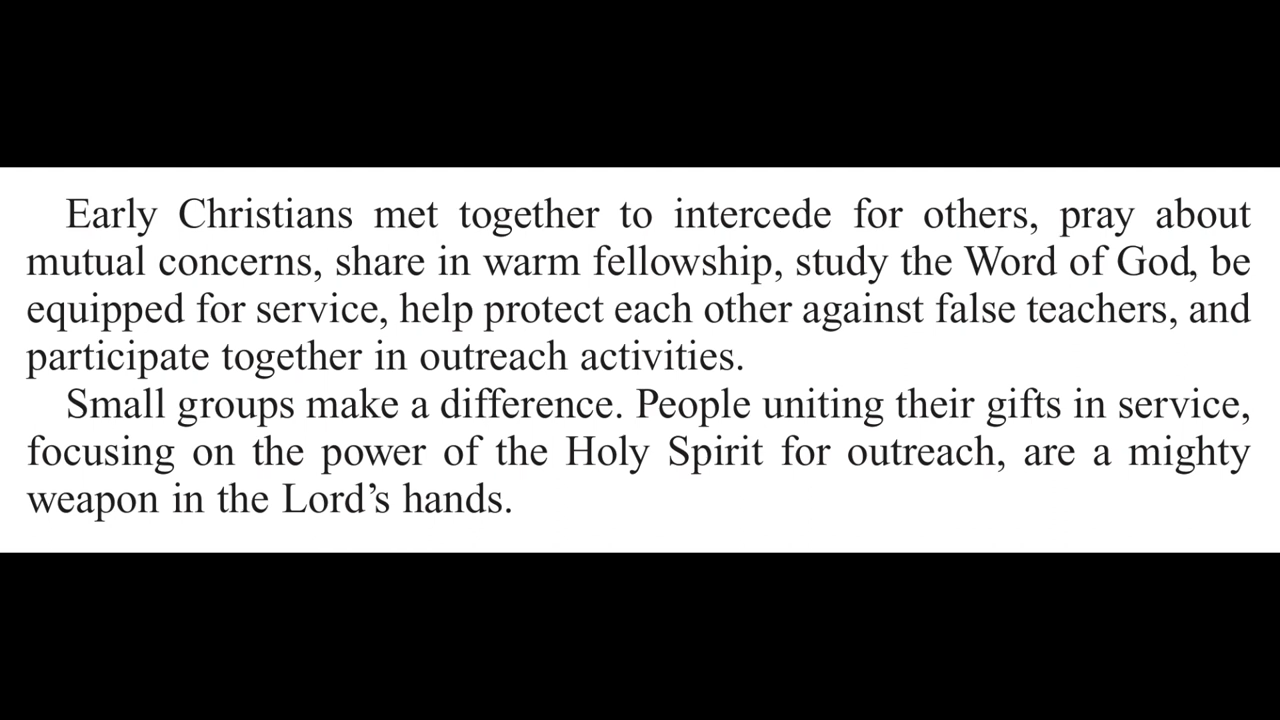 Early Christians met together to intercede for others, pray about
mutual concerns, share in warm fellowship, study the Word of God, be
equipped for service, help protect each other against false teachers, and
participate together in outreach activities.
Small groups make a difference. People uniting their gifts in service,
focusing on the power of the Holy Spirit for outreach, are a mighty
weapon in the Lord’s hands.